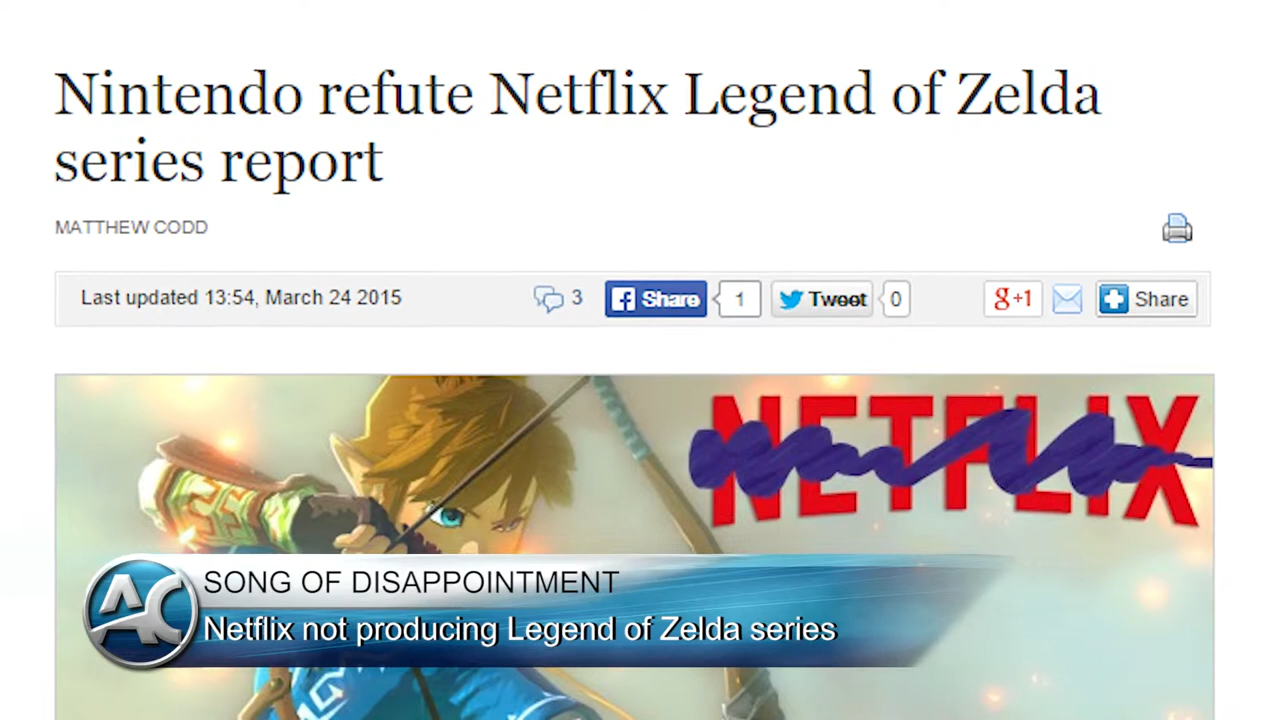 Nintendo refute Netflix Legend of Zelda
series report
MATTHEW CODD
Last updated 13:54, March 24 2015
3
Share
1
Tweet
0
g+1
Share
NETFLIX
AC
SONG OF DISAPPOINTMENT
Netflix not producing Legend of Zelda series